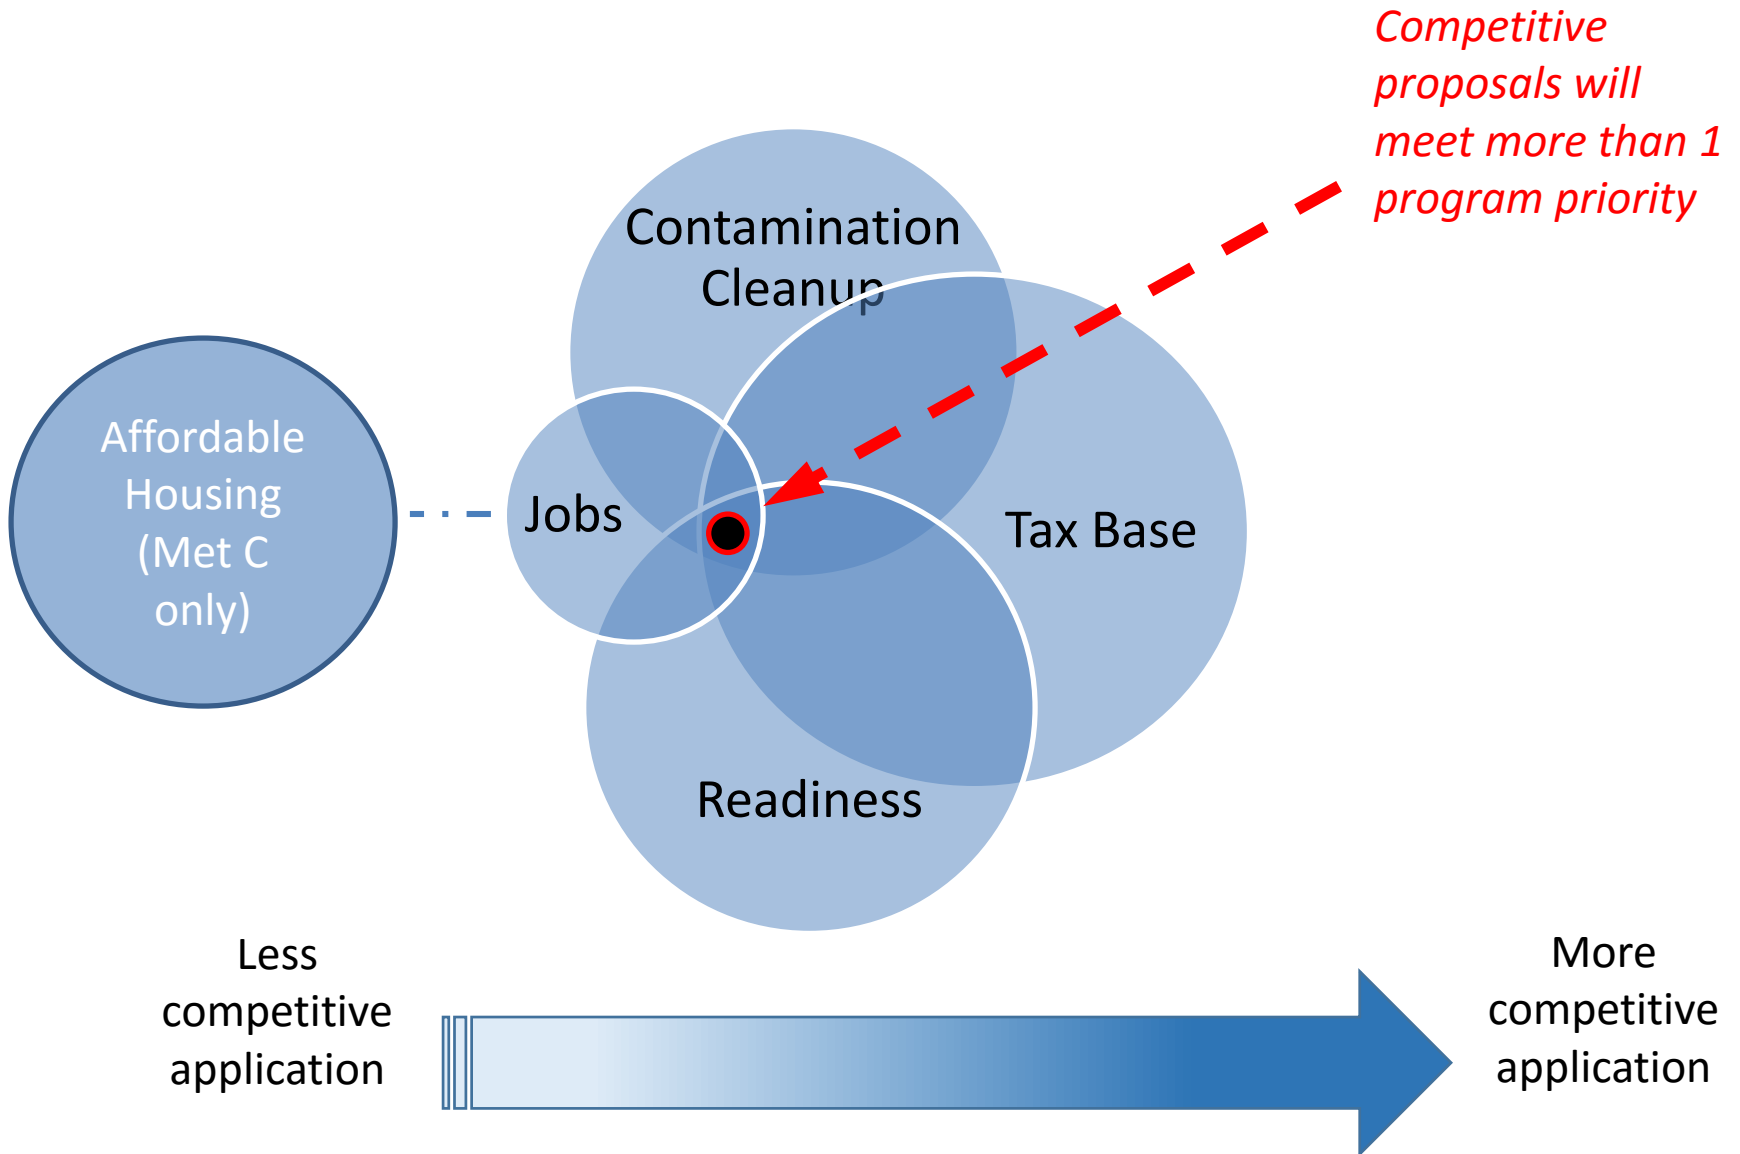 Competitive
proposals will
meet more than 1
program priority
Contamination
Cleanup
Affordable
Housing
(Met C
only)
Jobs
Tax Base
Readiness
Less
competitive
application
More
competitive
application